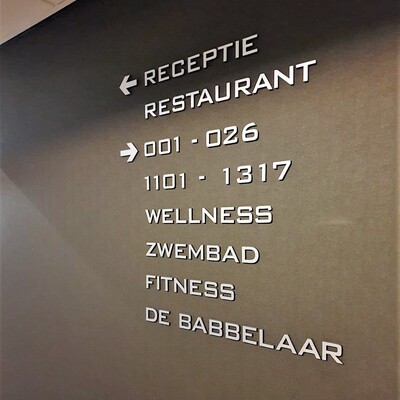 ← RECEPTIE
RESTAURANT
→ 001 - 026
1101 - 1317
WELLNESS
ZWEMBAD
FITNESS
DE BABBELAAR